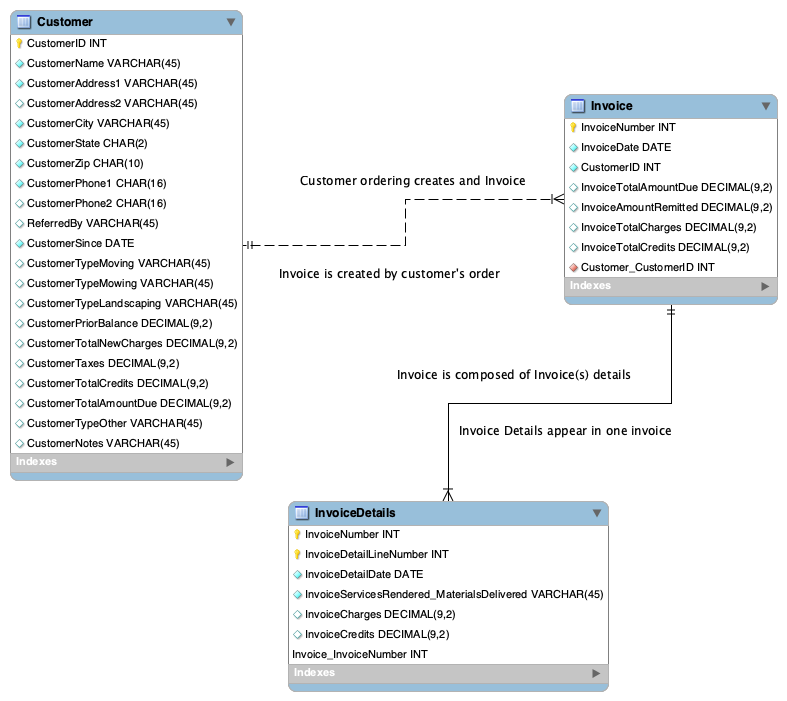 Customer
CustomerID INT
CustomerName VARCHAR(45)
CustomerAddress1 VARCHAR(45)
CustomerAddress2 VARCHAR(45)
CustomerCity VARCHAR(45)
CustomerState CHAR(2)
CustomerZip CHAR(10)
CustomerPhone1 CHAR(16)
CustomerPhone2 CHAR(16)
ReferredBy VARCHAR(45)
CustomerSince DATE
CustomerTypeMoving VARCHAR(45)
CustomerTypeMowing VARCHAR(45)
CustomerTypeLandscaping VARCHAR(45)
CustomerPriorBalance DECIMAL(9,2)
CustomerTotalNewCharges DECIMAL(9,2)
CustomerTaxes DECIMAL(9,2)
CustomerTotalCredits DECIMAL(9,2)
CustomerTotalAmountDue DECIMAL(9,2)
CustomerTypeOther VARCHAR(45)
CustomerNotes VARCHAR(45)
Indexes
Customer ordering creates and Invoice
Invoice is created by customer's order
Invoice
InvoiceNumber INT
InvoiceDate DATE
CustomerID INT
InvoiceTotalAmountDue DECIMAL(9,2)
InvoiceAmountRemitted DECIMAL(9,2)
InvoiceTotalCharges DECIMAL(9,2)
InvoiceTotalCredits DECIMAL(9,2)
Customer_CustomerID INT
Indexes
Invoice is composed of Invoice(s) details
Invoice Details appear in one invoice
InvoiceDetails
InvoiceNumber INT
InvoiceDetailLineNumber INT
InvoiceDetailDate DATE
InvoiceServicesRendered_MaterialsDelivered VARCHAR(45)
InvoiceCharges DECIMAL(9,2)
InvoiceCredits DECIMAL(9,2)
Invoice_InvoiceNumber INT
Indexes